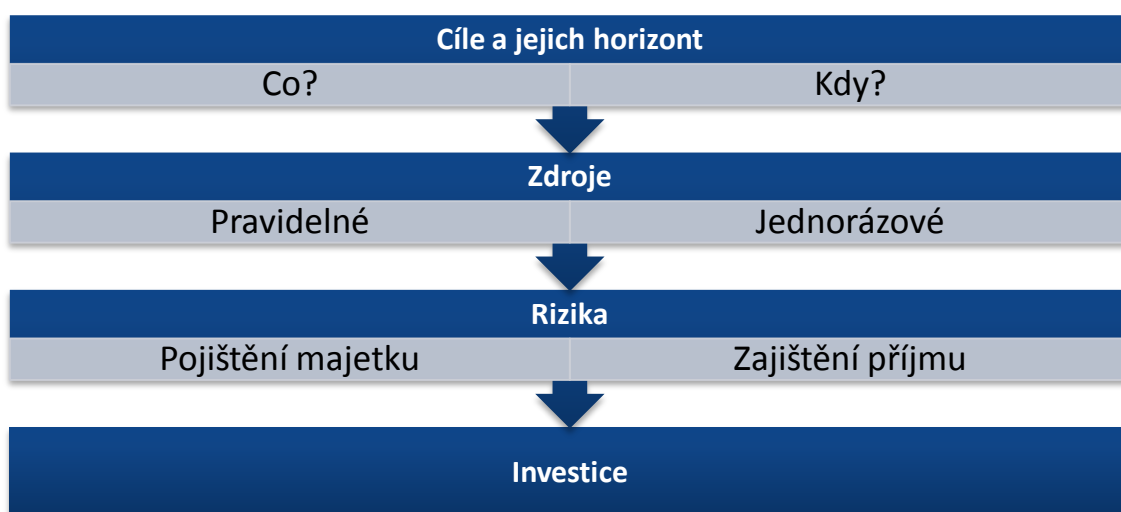 Cíle a jejich horizont
Co? Kdy?
Zdroje
Pravidelné Jednorázové
Rizika
Pojištění majetku Zajištění příjmu
Investice